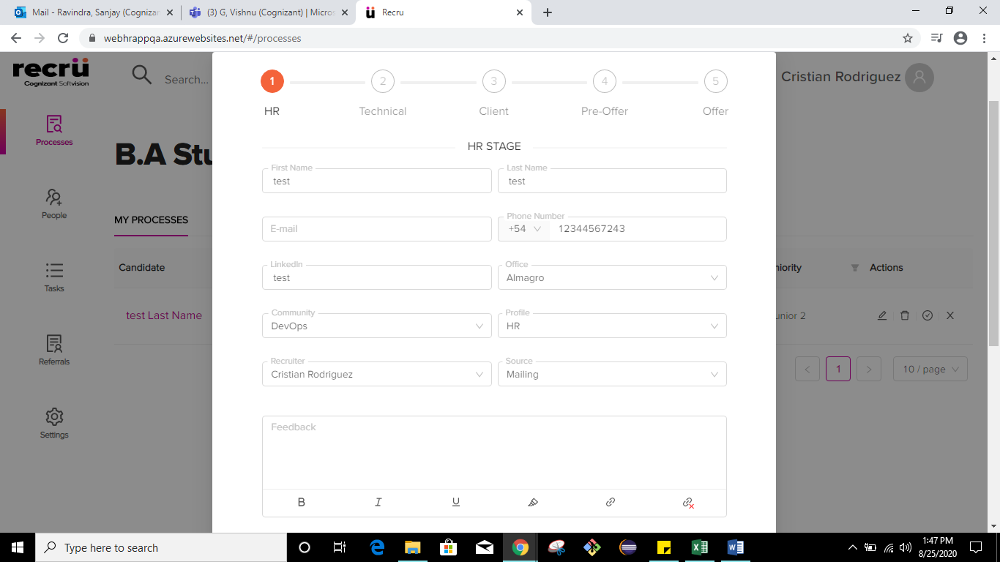 Mail - Ravindra, Sanjay (Cognizan
(3) G, Vishnu (Cognizant) | Micros
Recru
webhrappqa.azurewebsites.net/#/processes
recrü
Cognizant Softvision
Search...
Cristian Rodriguez
1
2
3
4
5
HR
Technical
Client
Pre-Offer
Offer
Processes
HR STAGE
B.A Stu
First Name
test
Last Name
test
People
MY PROCESSES
E-mail
Phone Number
+54
12344567243
Candidate
niority
Actions
LinkedIn
test
Office
Almagro
Tasks
test Last Name
unior 2
Community
DevOps
Profile
HR
Referrals
Recruiter
Cristian Rodriguez
Source
Mailing
<
1
>
10 / page
Settings
Feedback
B
I
U
Type here to search
1:47 PM
8/25/2020